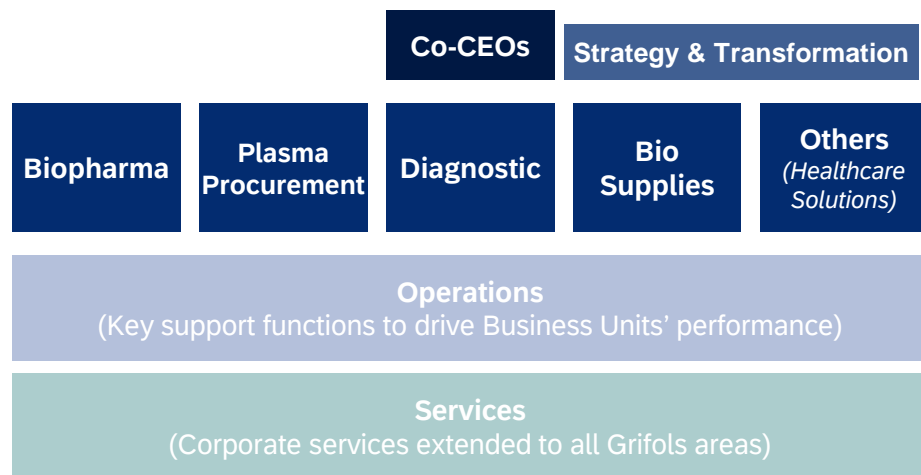 Co-CEOs
Strategy & Transformation
Biopharma
Plasma
Procurement
Diagnostic
Bio
Supplies
Others
(Healthcare
Solutions)
Operations
(Key support functions to drive Business Units’ performance)
Services
(Corporate services extended to all Grifols areas)